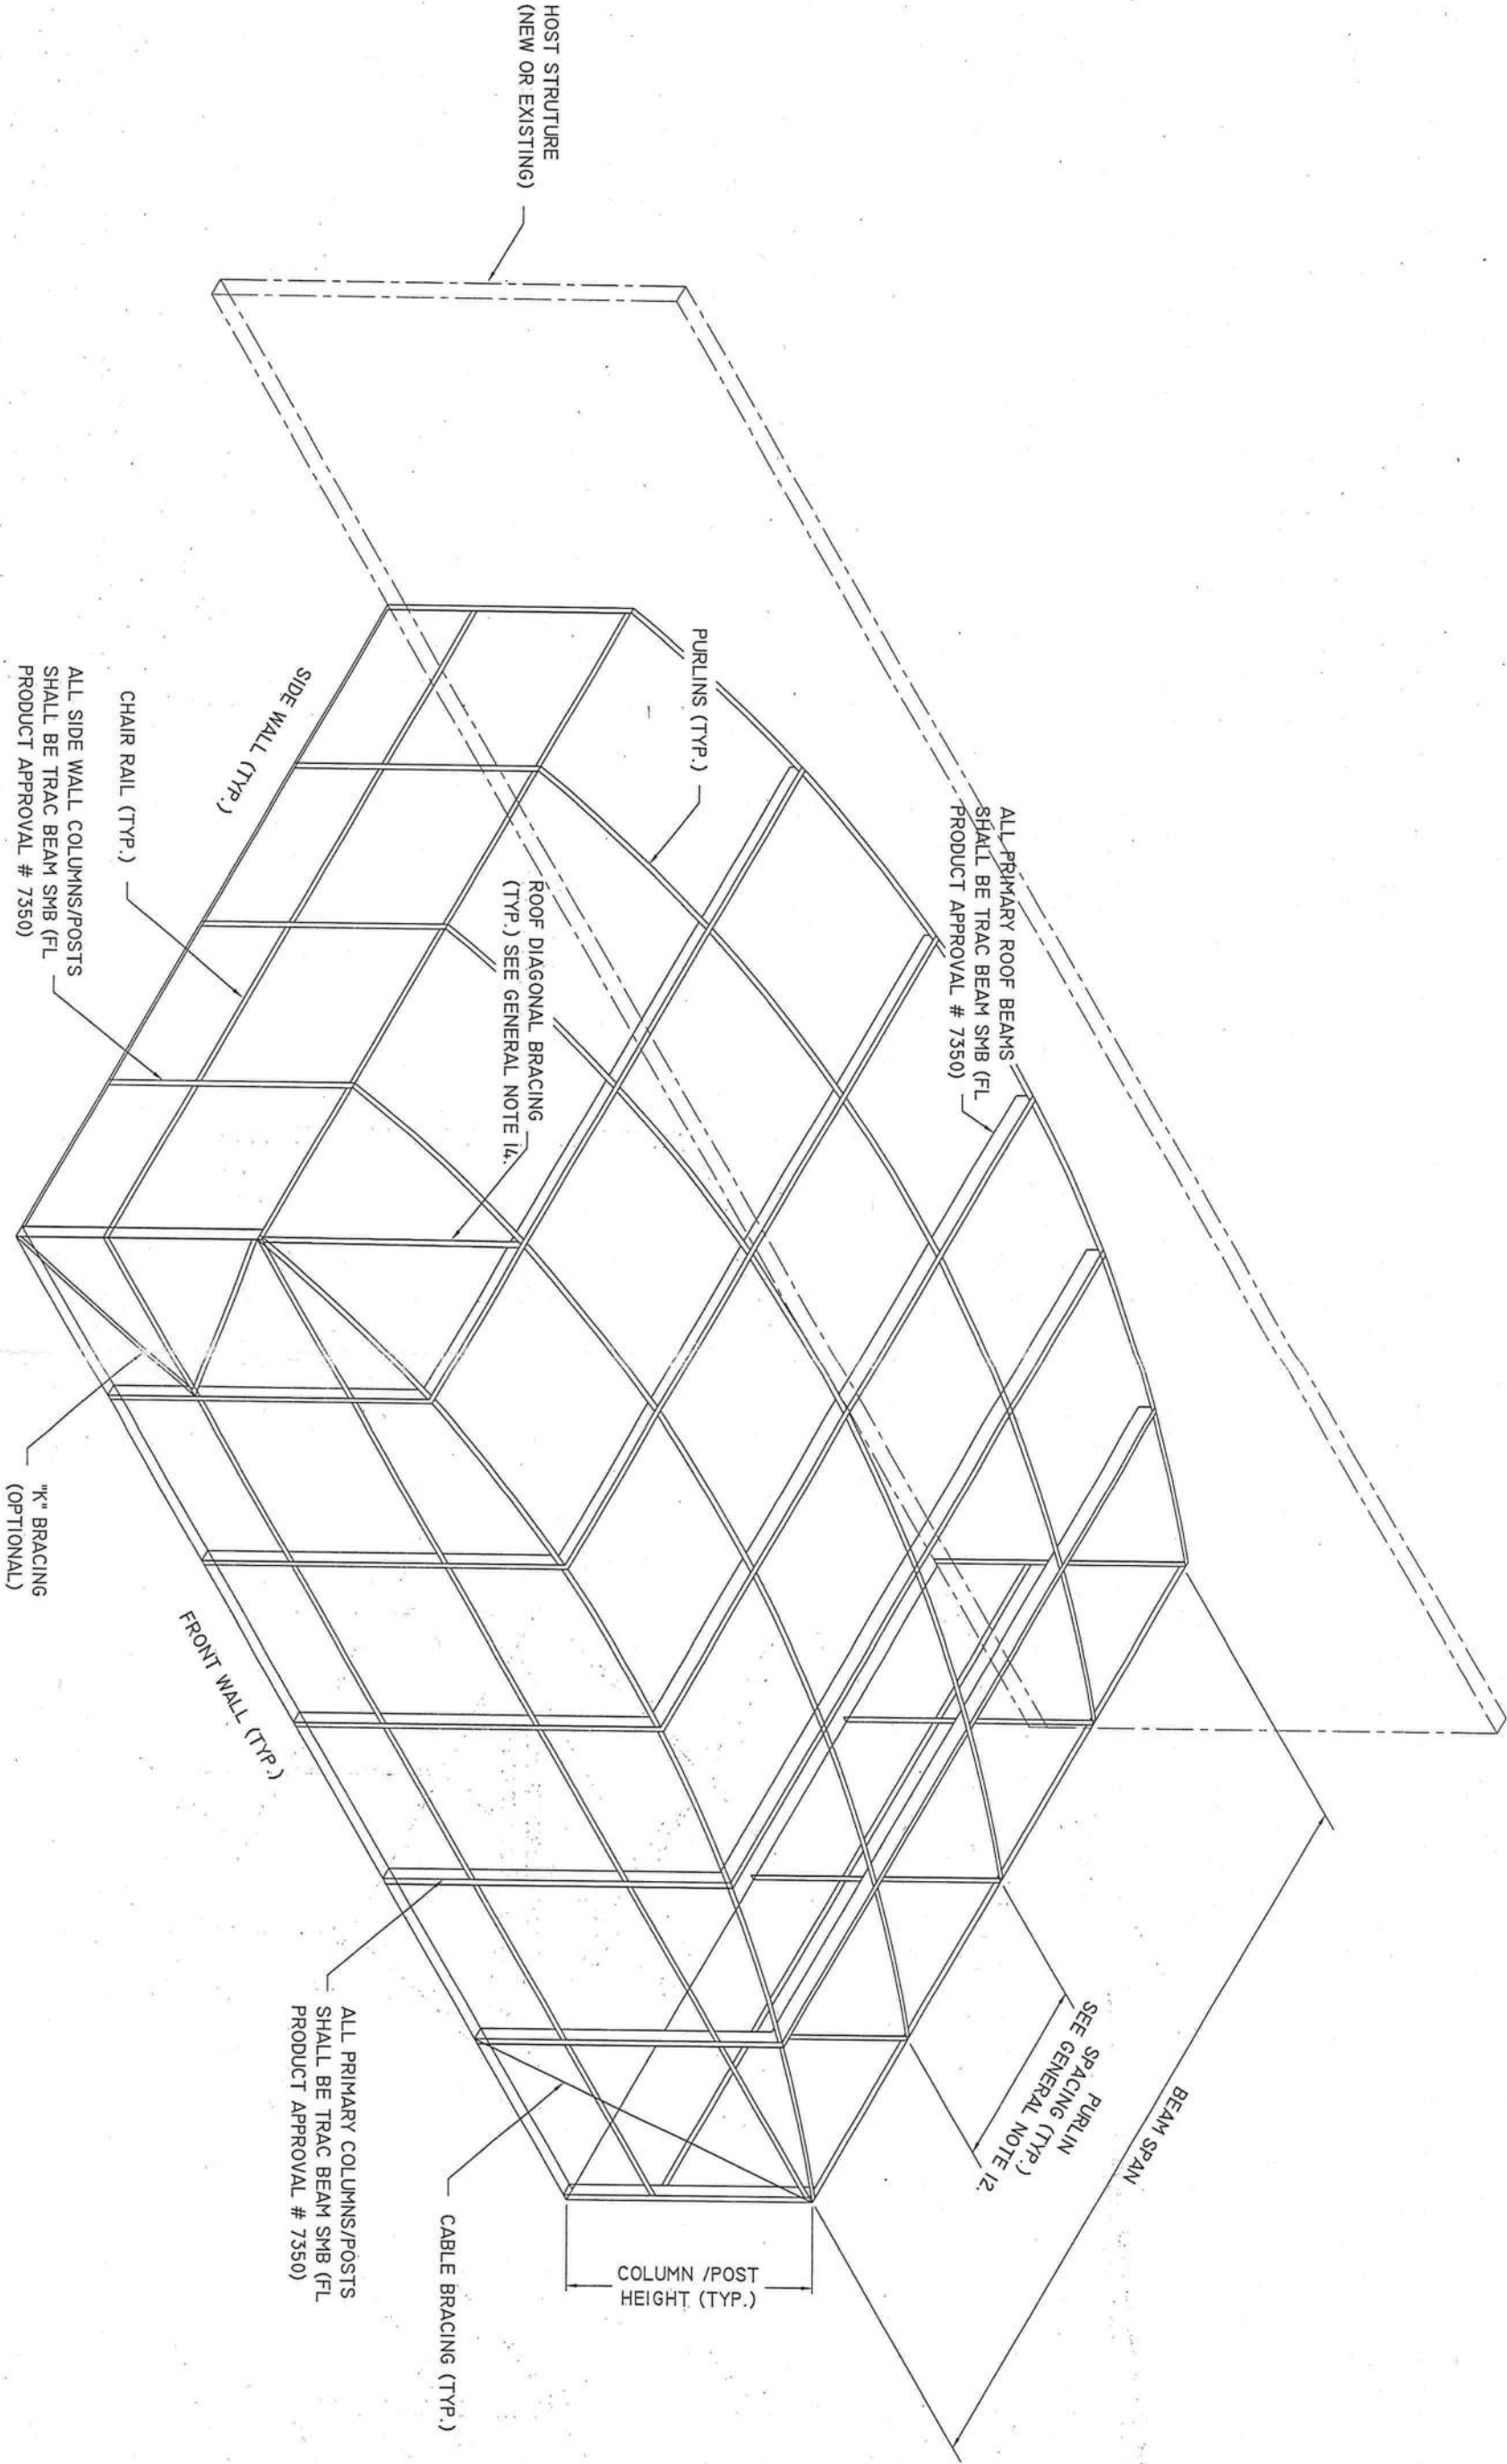 HOST STRUTURE
(NEW OR EXISTING)
ALL PRIMARY ROOF BEAMS
SHALL BE TRAC BEAM SMB (FL
PRODUCT APPROVAL # 7350)
PURLINS (TYP.)
ROOF DIAGONAL BRACING
(TYP.) SEE GENERAL NOTE 14.
SIDE WALL (TYP.)
CHAIR RAIL (TYP.)
ALL SIDE WALL COLUMNS/POSTS
SHALL BE TRAC BEAM SMB (FL
PRODUCT APPROVAL # 7350)
BEAM SPAN
PURLIN
SPACING (TYP.)
SEE GENERAL NOTE 12.
"K" BRACING
(OPTIONAL)
FRONT WALL (TYP.)
ALL PRIMARY COLUMNS/POSTS
SHALL BE TRAC BEAM SMB (FL
PRODUCT APPROVAL # 7350)
CABLE BRACING (TYP.)
COLUMN /POST
HEIGHT (TYP.)